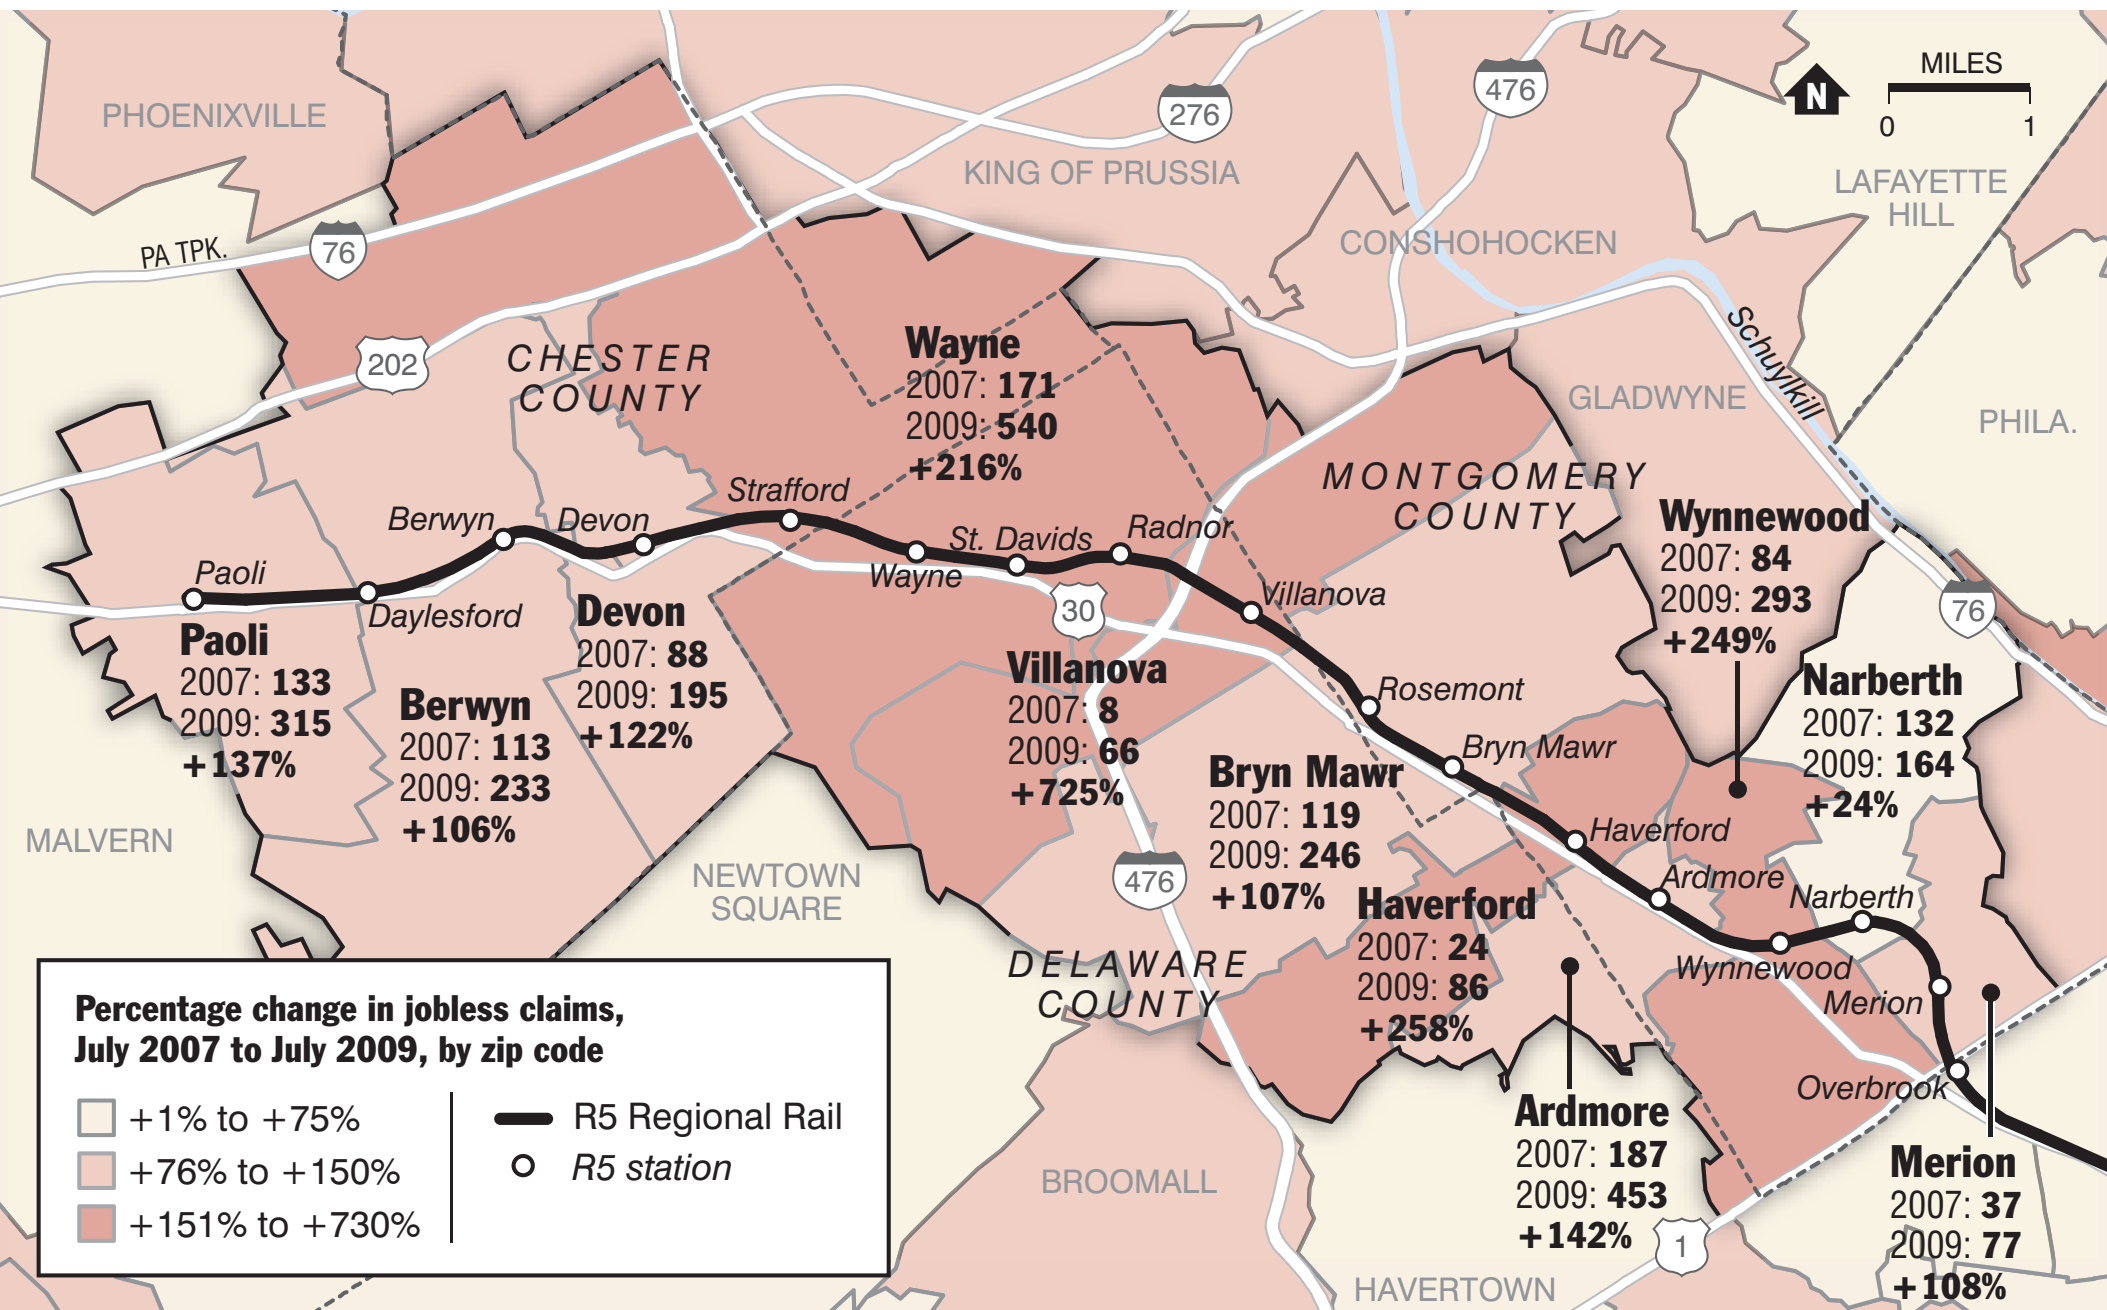 PHOENIXVILLE
276
476
N
MILES
0 1
KING OF PRUSSIA
LAFAYETTE
HILL
PA TPK.
76
CONSHOHOCKEN
202
CHESTER
COUNTY
Wayne
2007: 171
2009: 540
+216%
Schuylkill
GLADWYNE
PHILA.
MONTGOMERY
COUNTY
Strafford
Berwyn
Devon
St. Davids
Radnor
Wayne
Paoli
Daylesford
30
Villanova
Wynnewood
2007: 84
2009: 293
+249%
76
Paoli
2007: 133
2009: 315
+137%
Devon
2007: 88
2009: 195
+122%
Berwyn
2007: 113
2009: 233
+106%
Villanova
2007: 8
2009: 66
+725%
Rosemont
Bryn Mawr
Narberth
2007: 132
2009: 164
+24%
Bryn Mawr
2007: 119
2009: 246
+107%
MALVERN
NEWTOWN
SQUARE
476
Haverford
Ardmore
Narberth
Haverford
2007: 24
2009: 86
+258%
DELAWARE
COUNTY
Wynnewood
Merion
Overbrook
Percentage change in jobless claims,
July 2007 to July 2009, by zip code
+1% to +75%
+76% to +150%
+151% to +730%
R5 Regional Rail
R5 station
BROOMALL
Ardmore
2007: 187
2009: 453
+142%
1
Merion
2007: 37
2009: 77
+108%
HAVERTOWN